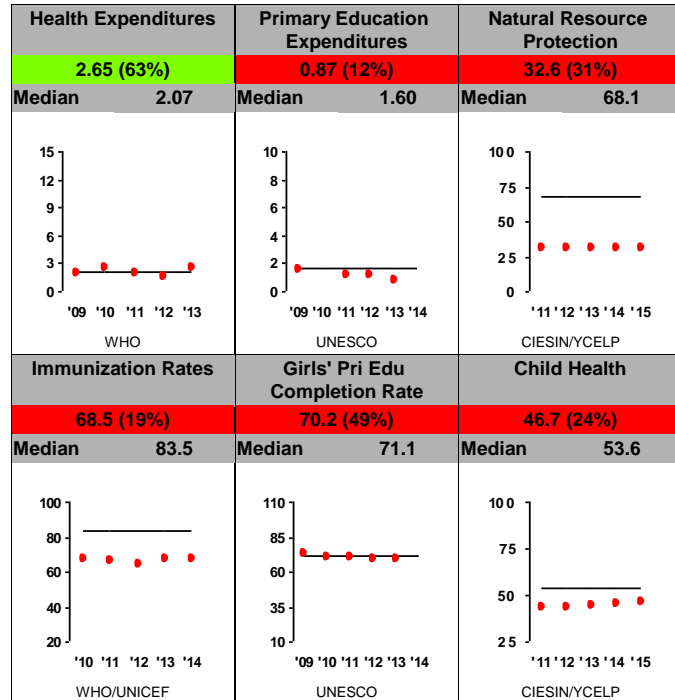 Health Expenditures
2.65 (63%)
Median 2.07
15
12
9
6
3
0
'09 '10 '11 '12 '13
WHO
Primary Education
Expenditures
0.87 (12%)
Median 1.60
10
8
6
4
2
0
'09 '10 '11 '12 '13 '14
UNESCO
Natural Resource
Protection
32.6 (31%)
Median 68.1
100
75
50
25
0
'11 '12 '13 '14 '15
CIESIN/YCELP
Immunization Rates
68.5 (19%)
Median 83.5
100
80
60
40
20
'10 '11 '12 '13 '14
WHO/UNICEF
Girls' Pri Edu
Completion Rate
70.2 (49%)
Median 71.1
110
85
60
35
10
'09 '10 '11 '12 '13 '14
UNESCO
Child Health
46.7 (24%)
Median 53.6
100
75
50
25
'11 '12 '13 '14 '15
CIESIN/YCELP